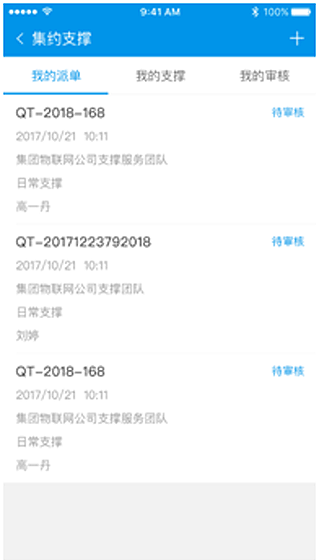 9:41 AM 100%
集约支撑
我的派单 我的支撑 我的审核
QT-2018-168 待审核
2017/10/21 10:11
集团物联网公司支撑服务团队
日常支撑
高一丹
QT-20171223792018 待审核
2017/10/21 10:11
集团物联网公司支撑团队
日常支撑
刘婷
QT-2018-168 待审核
2017/10/21 10:11
集团物联网公司支撑服务团队
日常支撑
高一丹